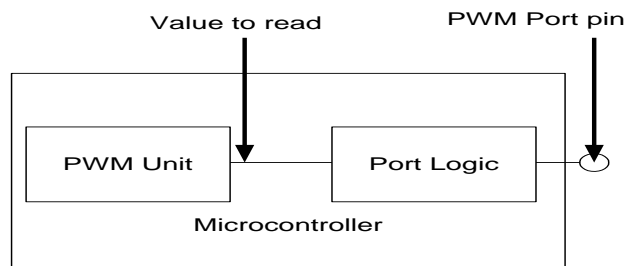 Value to read
PWM Port pin
PWM Unit
Port Logic
Microcontroller